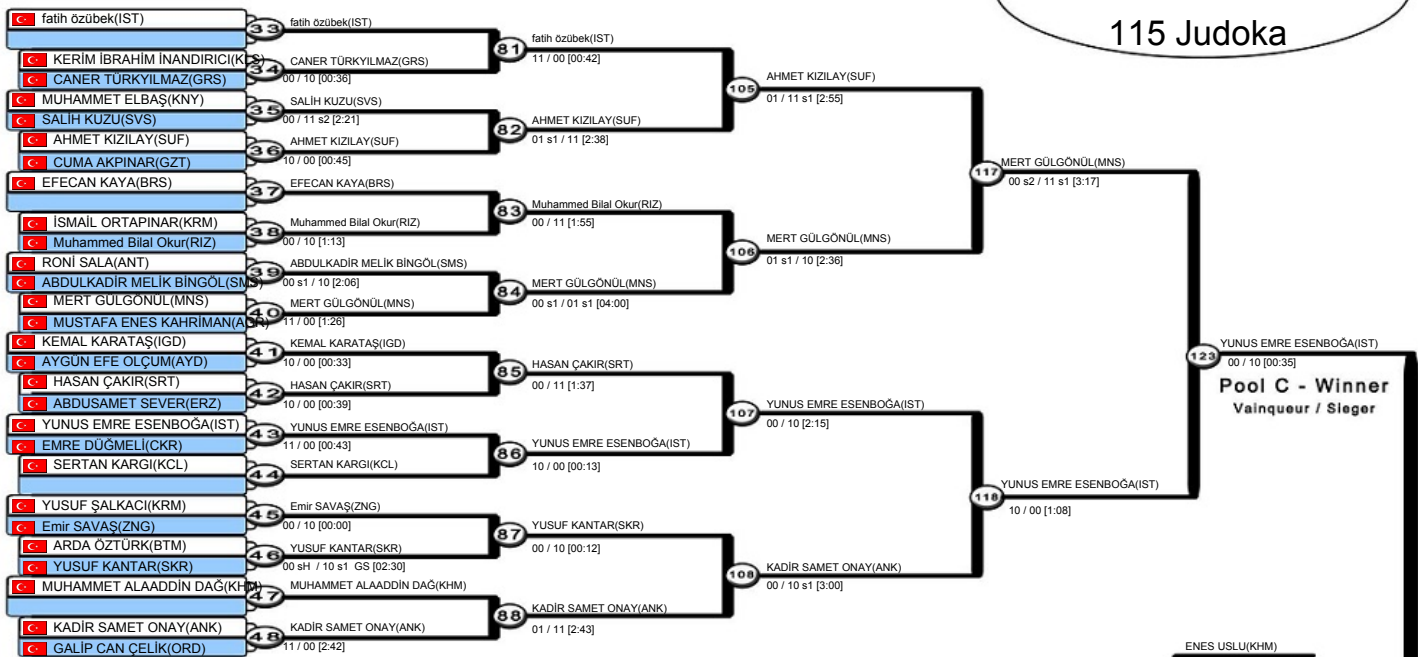 115 Judoka
fatih özübek(IST)
KERİM İBRAHİM İNANDIRICI(KLS)
CANER TÜRKYILMAZ(GRS)
MUHAMMET ELBAŞ(KNY)
SALİH KUZU(SVS)
AHMET KIZILAY(SUF)
CUMA AKPINAR(GZT)
EFECAN KAYA(BRS)
İSMAİL ORTAPINAR(KRM)
Muhammed Bilal Okur(RIZ)
RONİ SALA(ANT)
ABDULKADİR MELİK BİNGÖL(SMS)
MERT GÜLGÖNÜL(MNS)
MUSTAFA ENES KAHRİMAN(AGR)
KEMAL KARATAŞ(IGD)
AYGÜN EFE OLÇUM(AYD)
HASAN ÇAKIR(SRT)
ABDUSAMET SEVER(ERZ)
YUNUS EMRE ESENBOĞA(IST)
EMRE DÜĞMELİ(CKR)
SERTAN KARGI(KCL)
YUSUF ŞALKACI(KRM)
Emir SAVAŞ(ZNG)
ARDA ÖZTÜRK(BTM)
YUSUF KANTAR(SKR)
MUHAMMET ALAADDİN DAĞ(KHM)
KADİR SAMET ONAY(ANK)
GALİP CAN ÇELİK(ORD)
33 fatih özübek(IST)
34 CANER TÜRKYILMAZ(GRS)
00 / 10 [00:36]
35 SALİH KUZU(SVS)
00 / 11 s2 [2:21]
36 AHMET KIZILAY(SUF)
10 / 00 [00:45]
37 EFECAN KAYA(BRS)
38 Muhammed Bilal Okur(RIZ)
00 / 10 [1:13]
39 ABDULKADİR MELİK BİNGÖL(SMS)
00 s1 / 10 [2:06]
40 MERT GÜLGÖNÜL(MNS)
11 / 00 [1:26]
41 KEMAL KARATAŞ(IGD)
10 / 00 [00:33]
42 HASAN ÇAKIR(SRT)
10 / 00 [00:39]
43 YUNUS EMRE ESENBOĞA(IST)
11 / 00 [00:43]
44 SERTAN KARGI(KCL)
45 Emir SAVAŞ(ZNG)
00 / 10 [00:00]
46 YUSUF KANTAR(SKR)
00 sH / 10 s1 GS [02:30]
47 MUHAMMET ALAADDİN DAĞ(KHM)
48 KADİR SAMET ONAY(ANK)
11 / 00 [2:42]
81 fatih özübek(IST)
11 / 00 [00:42]
82 AHMET KIZILAY(SUF)
01 s1 / 11 [2:38]
83 Muhammed Bilal Okur(RIZ)
00 / 11 [1:55]
84 MERT GÜLGÖNÜL(MNS)
00 s1 / 01 s1 [04:00]
85 HASAN ÇAKIR(SRT)
00 / 11 [1:37]
86 YUNUS EMRE ESENBOĞA(IST)
10 / 00 [00:13]
87 YUSUF KANTAR(SKR)
00 / 10 [00:12]
88 KADİR SAMET ONAY(ANK)
01 / 11 [2:43]
105 AHMET KIZILAY(SUF)
01 / 11 s1 [2:55]
106 MERT GÜLGÖNÜL(MNS)
01 s1 / 10 [2:36]
107 YUNUS EMRE ESENBOĞA(IST)
00 / 10 [2:15]
108 KADİR SAMET ONAY(ANK)
00 / 10 s1 [3:00]
117 MERT GÜLGÖNÜL(MNS)
00 s2 / 11 s1 [3:17]
118 YUNUS EMRE ESENBOĞA(IST)
10 / 00 [1:08]
123 YUNUS EMRE ESENBOĞA(IST)
00 / 10 [00:35]
Pool C - Winner
Vainqueur / Sieger
ENES USLU(KHM)